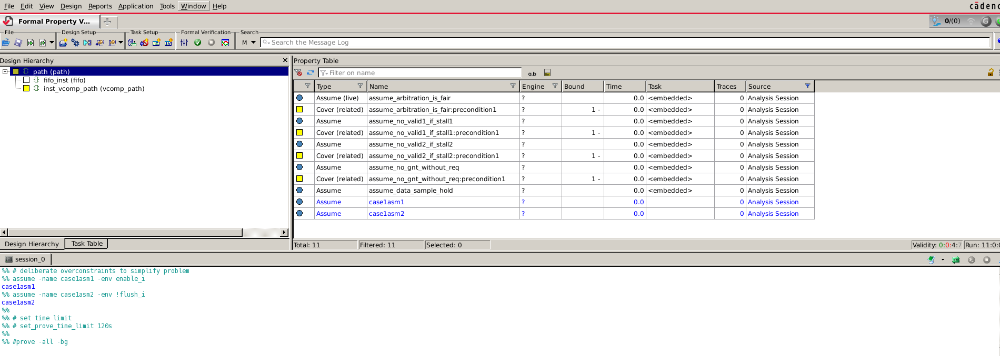 File Edit View Design Reports Application Tools Window Help
Formal Property V...
0/(0)
File Design Setup Task Setup Formal Verification Search
M Search the Message Log
Design Hierarchy
path (path)
fifo_inst (fifo)
inst_vcomp_path (vcomp_path)
Design Hierarchy Task Table
Property Table
Filter on name a.b
Type Name Engine Bound Time Task Traces Source
Assume (live) assume_arbitration_is_fair ? 0.0 <embedded> 0 Analysis Session
Cover (related) assume_arbitration_is_fair:precondition1 ? 1 - 0.0 <embedded> 0 Analysis Session
Assume assume_no_valid1_if_stall1 ? 0.0 <embedded> 0 Analysis Session
Cover (related) assume_no_valid1_if_stall1:precondition1 ? 1 - 0.0 <embedded> 0 Analysis Session
Assume assume_no_valid2_if_stall2 ? 0.0 <embedded> 0 Analysis Session
Cover (related) assume_no_valid2_if_stall2:precondition1 ? 1 - 0.0 <embedded> 0 Analysis Session
Assume assume_no_gnt_without_req ? 0.0 <embedded> 0 Analysis Session
Cover (related) assume_no_gnt_without_req:precondition1 ? 1 - 0.0 <embedded> 0 Analysis Session
Assume assume_data_sample_hold ? 0.0 <embedded> 0 Analysis Session
Assume case1asm1 ? 0.0 0 Analysis Session
Assume case1asm2 ? 0.0 0 Analysis Session
Total: 11 Filtered: 11 Selected: 0 Validity: 0:0:4:7 Run: 11:0:
session_0
%% # deliberate overconstraints to simplify problem
%% assume -name case1asm1 -env enable_i
case1asm1
%% assume -name case1asm2 -env !flush_i
case1asm2
%%
%% # set time limit
%% # set_prove_time_limit 120s
%%
%% #prove -all -bg